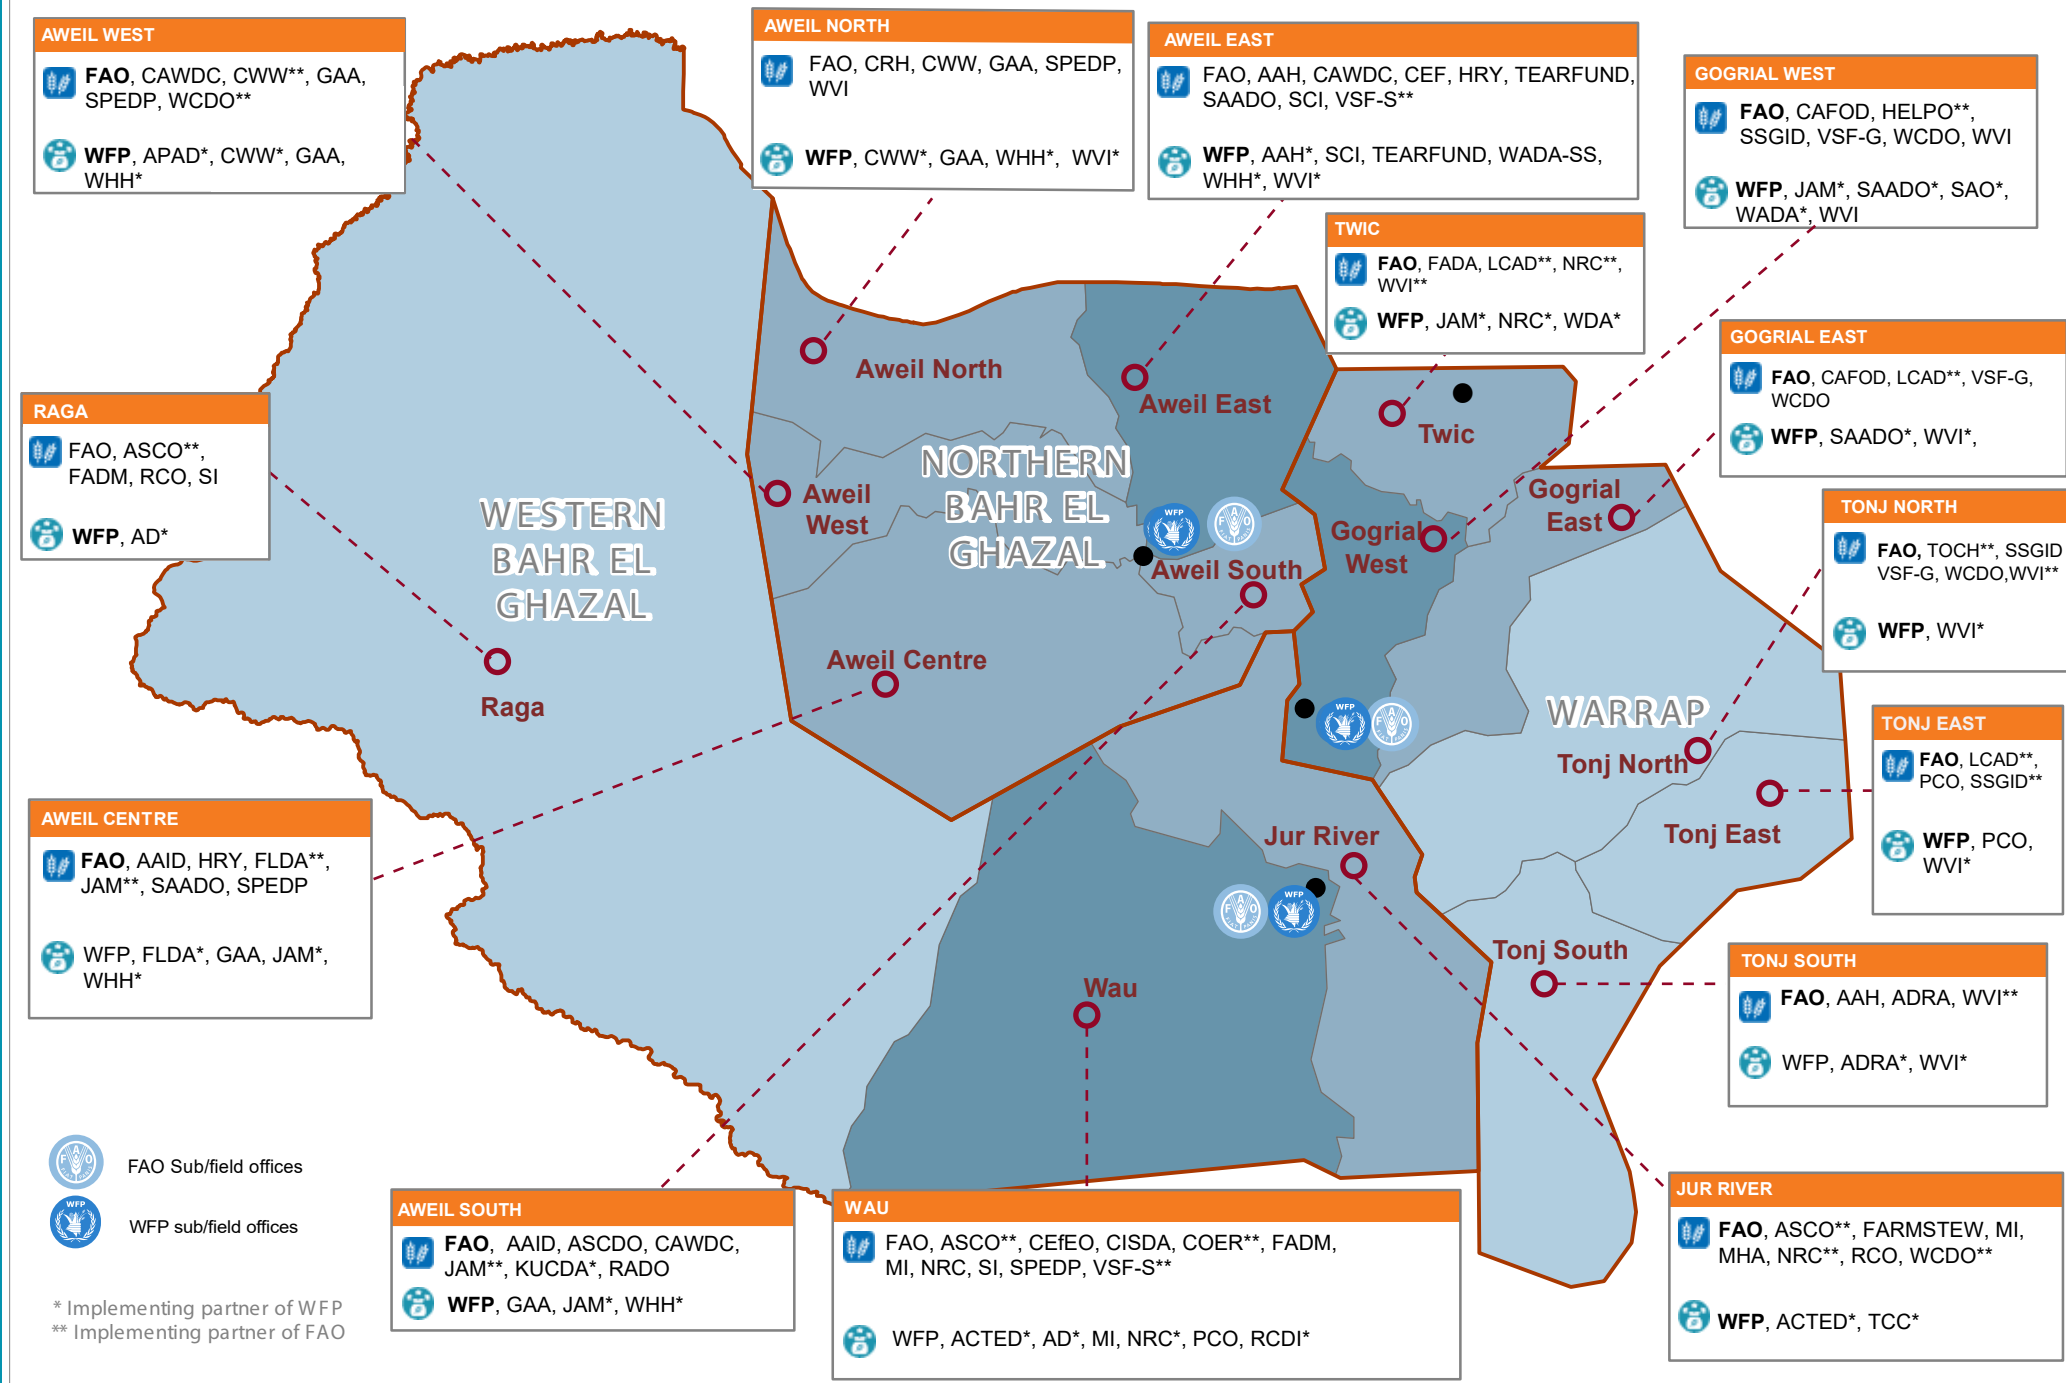 AWEIL WEST
FAO, CAWDC, CWW**, GAA,
SPEDP, WCDO**
WFP, APAD*, CWW*, GAA,
WHH*
AWEIL NORTH
FAO, CRH, CWW, GAA, SPEDP,
WVI
WFP, CWW*, GAA, WHH*, WVI*
AWEIL EAST
FAO, AAH, CAWDC, CEF, HRY, TEARFUND,
SAADO, SCI, VSF-S**
WFP, AAH*, SCI, TEARFUND, WADA-SS,
WHH*, WVI*
GOGRIAL WEST
FAO, CAFOD, HELPO**,
SSGID, VSF-G, WCDO, WVI
WFP, JAM*, SAADO*, SAO*,
WADA*, WVI
TWIC
FAO, FADA, LCAD**, NRC**,
WVI**
WFP, JAM*, NRC*, WDA*
GOGRIAL EAST
FAO, CAFOD, LCAD**, VSF-G,
WCDO
WFP, SAADO*, WVI*,
RAGA
FAO, ASCO**,
FADM, RCO, SI
WFP, AD*
TONJ NORTH
FAO, TOCH**, SSGID
VSF-G, WCDO,WVI**
WFP, WVI*
TONJ EAST
FAO, LCAD**,
PCO, SSGID**
WFP, PCO,
WVI*
AWEIL CENTRE
FAO, AAID, HRY, FLDA**,
JAM**, SAADO, SPEDP
WFP, FLDA*, GAA, JAM*,
WHH*
TONJ SOUTH
FAO, AAH, ADRA, WVI**
WFP, ADRA*, WVI*
Aweil North
Aweil East
Twic
Aweil
West
NORTHERN
BAHR EL
GHAZAL
Gogrial
East
WESTERN
BAHR EL
GHAZAL
WFP
FAO
Gogrial
West
Aweil South
Aweil Centre
Raga
WFP
FAO
WARRAP
Tonj North
Tonj East
Jur River
FAO
WFP
Tonj South
Wau
FAO
FAO Sub/field offices
WFP
WFP sub/field offices
* Implementing partner of WFP
** Implementing partner of FAO
AWEIL SOUTH
FAO, AAID, ASCDO, CAWDC,
JAM**, KUCDA*, RADO
WFP, GAA, JAM*, WHH*
WAU
FAO, ASCO**, CEfEO, CISDA, COER**, FADM,
MI, NRC, SI, SPEDP, VSF-S**
WFP, ACTED*, AD*, MI, NRC*, PCO, RCDI*
JUR RIVER
FAO, ASCO**, FARMSTEW, MI,
MHA, NRC**, RCO, WCDO**
WFP, ACTED*, TCC*